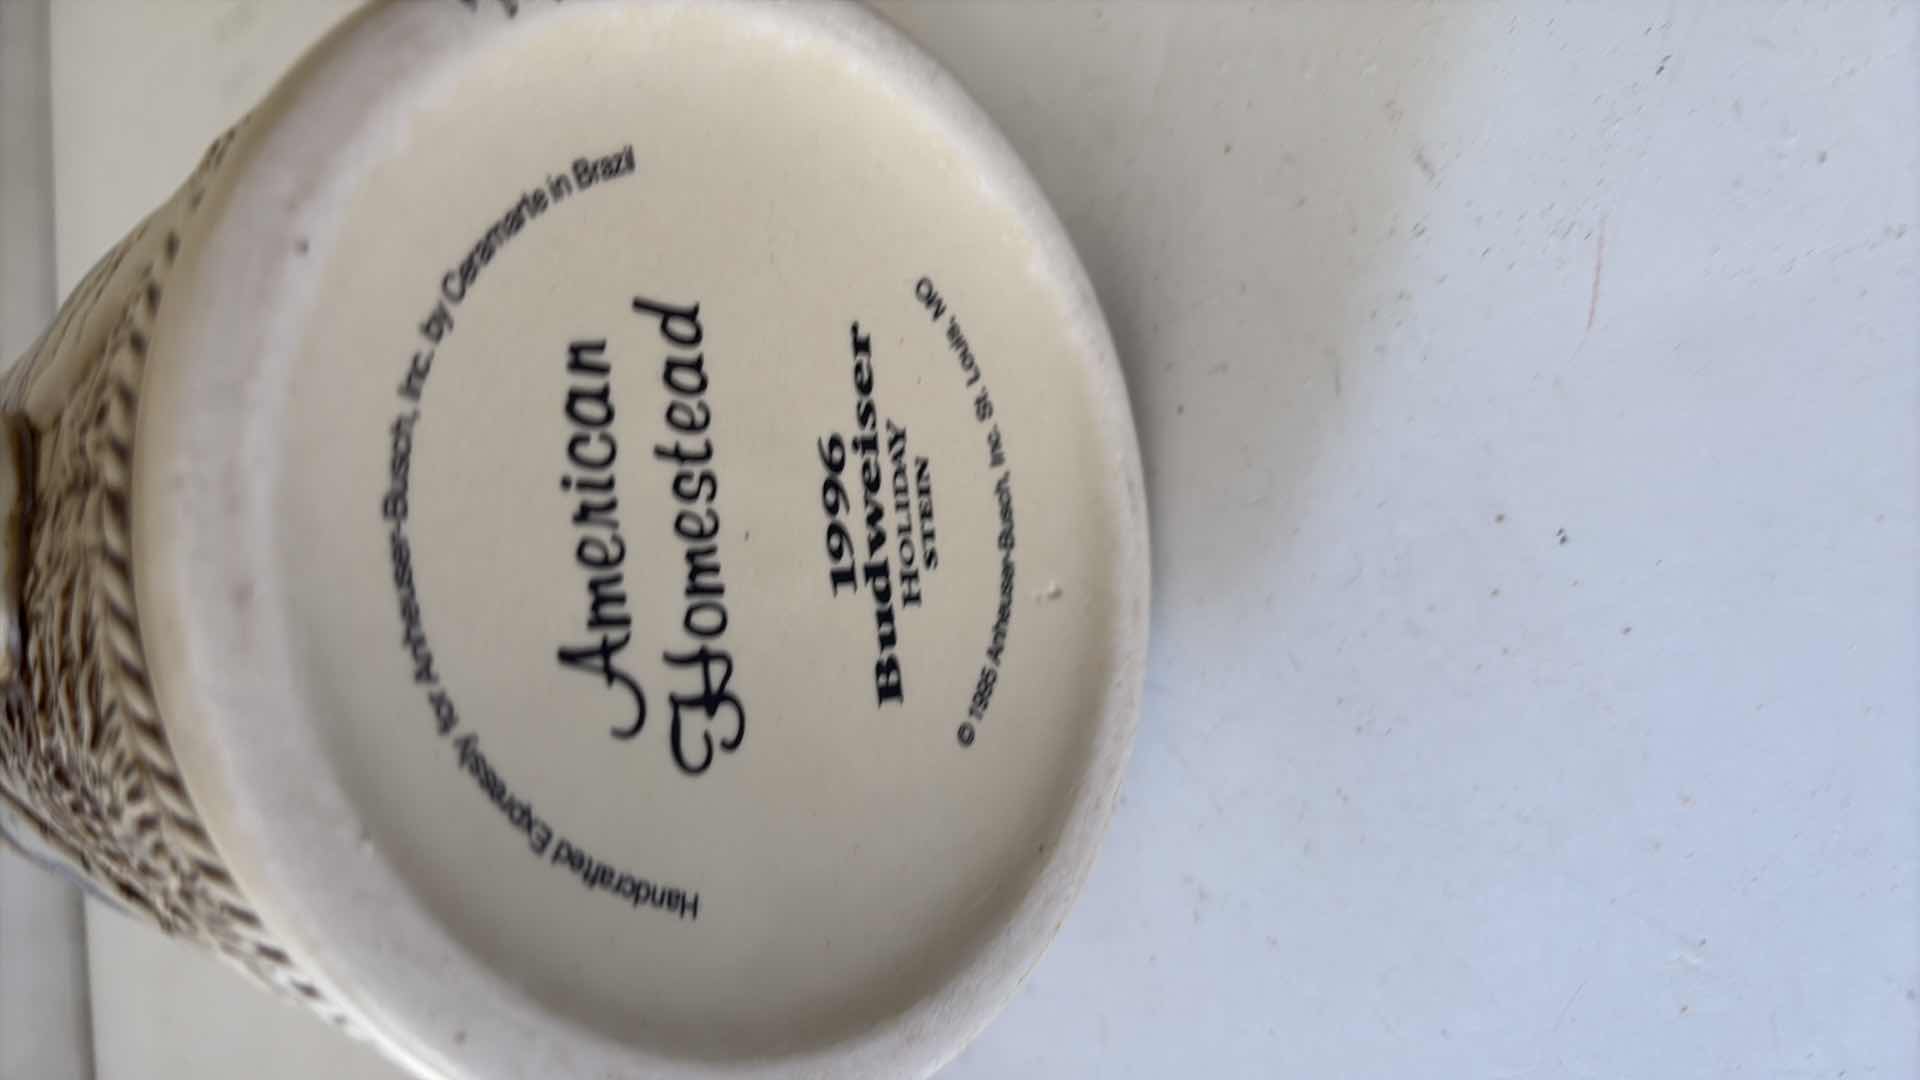 Handcrafted Expressly for Anheuser-Busch, Inc. by Ceramarte in Brazil
American
Homestead
1996
Budweiser
HOLIDAY
STEIN
© 1996 Anheuser-Busch, Inc. St. Louis, MO